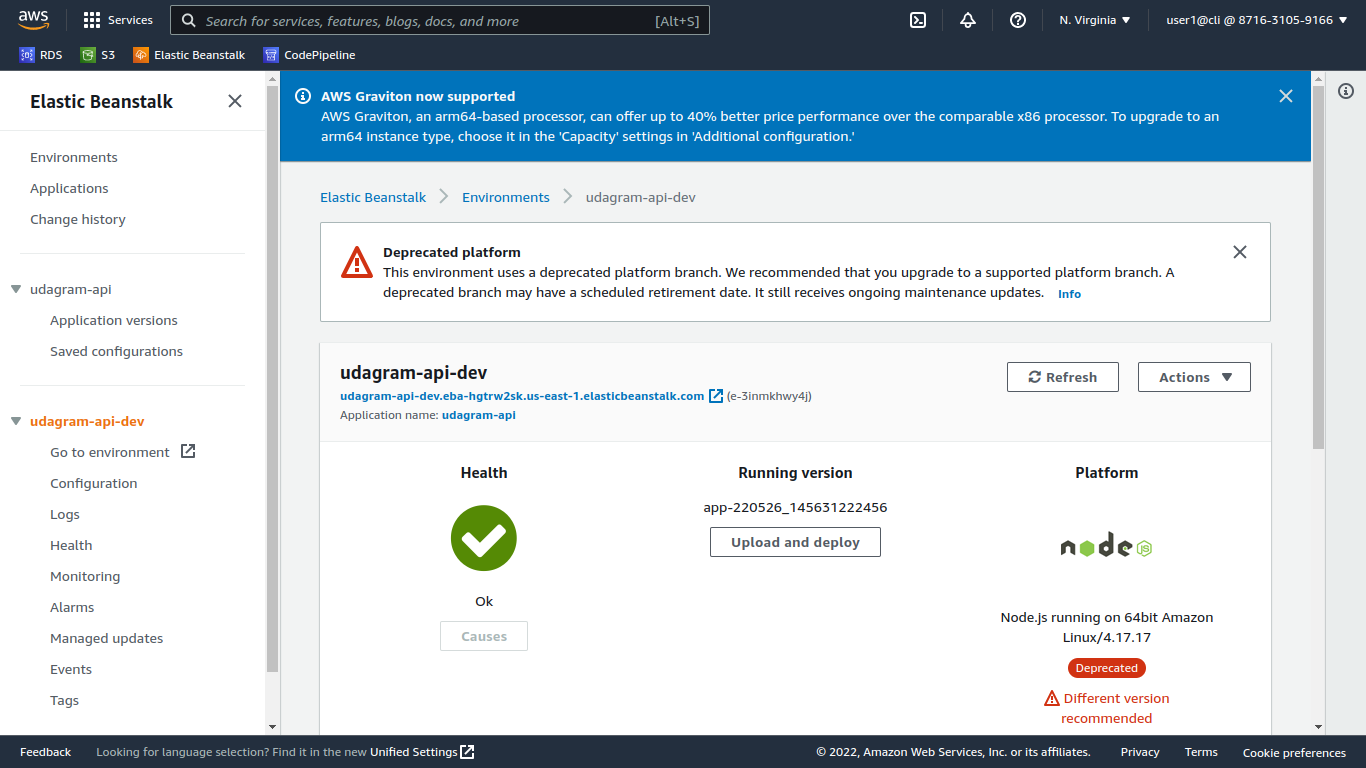 aws
Services
Search for services, features, blogs, docs, and more
[Alt+S]
N. Virginia
user1@cli @ 8716-3105-9166
RDS
S3
Elastic Beanstalk
CodePipeline
Elastic Beanstalk
Environments
Applications
Change history
udagram-api
Application versions
Saved configurations
udagram-api-dev
Go to environment
Configuration
Logs
Health
Monitoring
Alarms
Managed updates
Events
Tags
AWS Graviton now supported
AWS Graviton, an arm64-based processor, can offer up to 40% better price performance over the comparable x86 processor. To upgrade to an
arm64 instance type, choose it in the 'Capacity' settings in 'Additional configuration.'
Elastic Beanstalk
Environments
udagram-api-dev
Deprecated platform
This environment uses a deprecated platform branch. We recommended that you upgrade to a supported platform branch. A
deprecated branch may have a scheduled retirement date. It still receives ongoing maintenance updates. Info
udagram-api-dev
udagram-api-dev.eba-hgtrw2sk.us-east-1.elasticbeanstalk.com (e-3inmkhwy4j)
Application name: udagram-api
Refresh
Actions
Health
Ok
Causes
Running version
app-220526_145631222456
Upload and deploy
Platform
node
JS
Node.js running on 64bit Amazon
Linux/4.17.17
Deprecated
Different version
recommended
Feedback
Looking for language selection? Find it in the new Unified Settings
© 2022, Amazon Web Services, Inc. or its affiliates.
Privacy
Terms
Cookie preferences